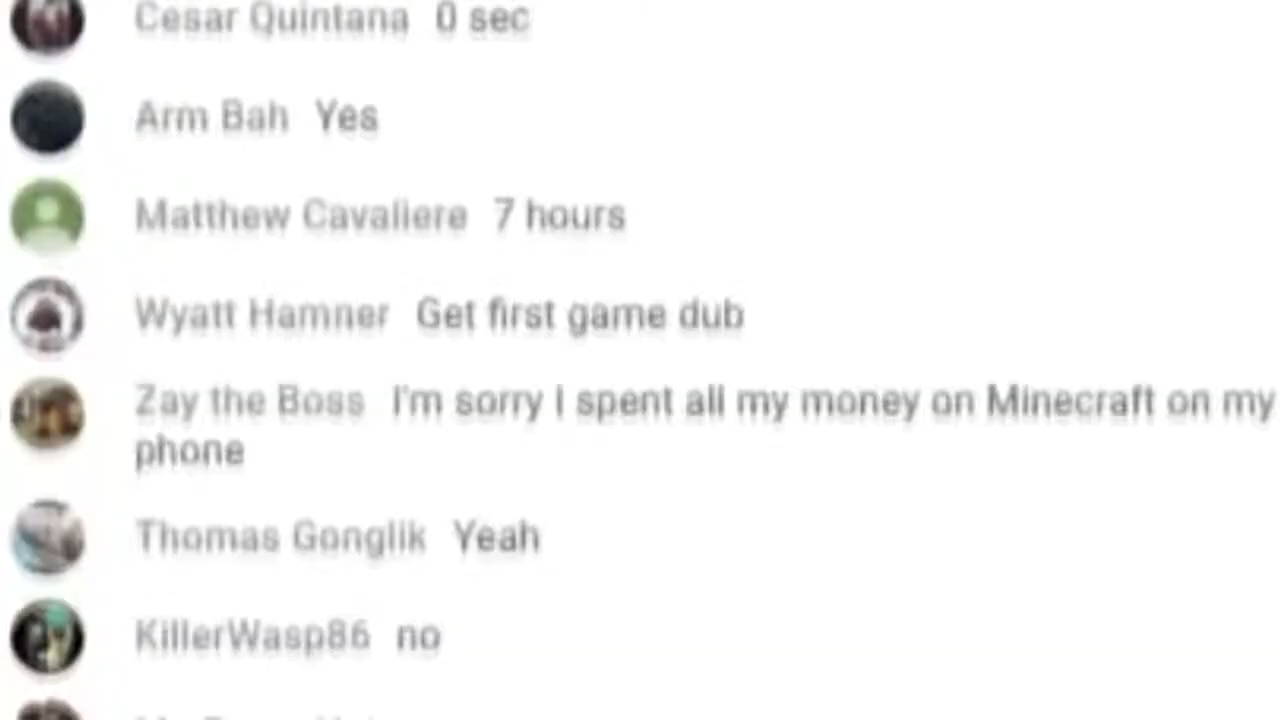 Cesar Quintana 0 sec
Arm Bah Yes
Matthew Cavaliere 7 hours
Wyatt Hamner Get first game dub
Zay the Boss I'm sorry I spent all my money on Minecraft on my
phone
Thomas Gonglik Yeah
KillerWasp86 no